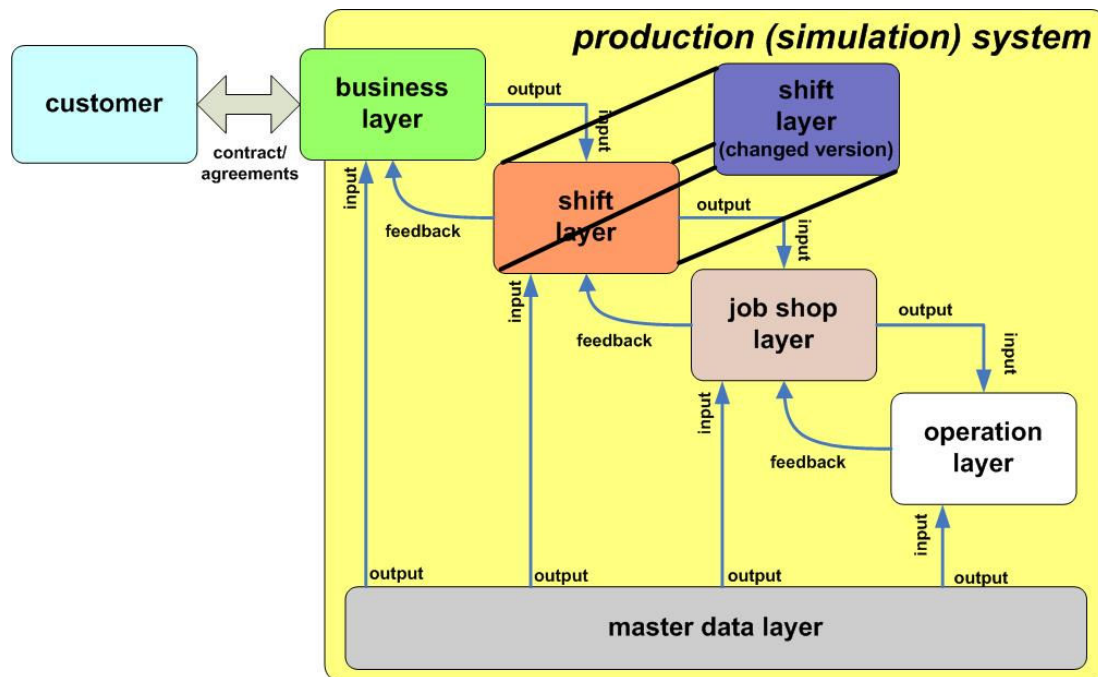 production (simulation) system
customer
contract/
agreements
business
layer
output
input
shift
layer
(changed version)
input
feedback
shift
layer
output
input
input
feedback
job shop
layer
output
input
input
feedback
operation
layer
input
output
output
output
output
master data layer